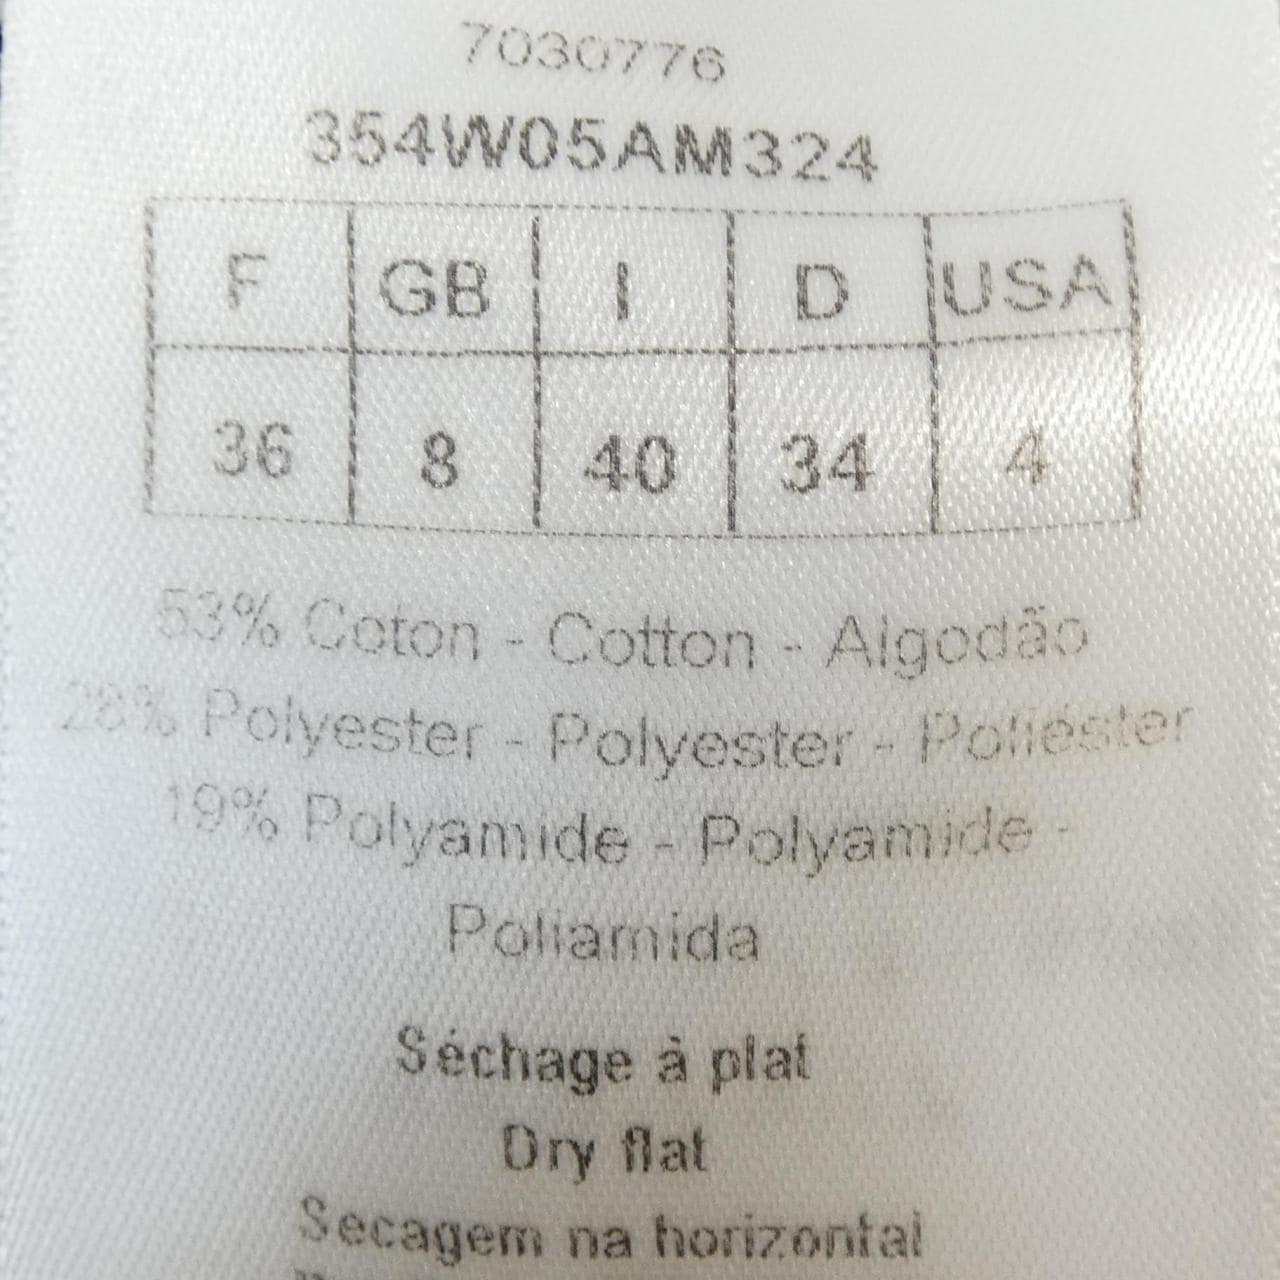 7030776
354W05AM324
F GB I D USA
36 8 40 34 4
53% Coton - Cotton - Algodão
28% Polyester - Polyester - Poliéster
19% Polyamide - Polyamide -
Poliamida
Séchage à plat
Dry flat
Secagem na horizontal